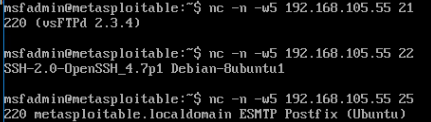 msfadmin@metasploitable:~$ nc -n -w5 192.168.105.55 21
220 (vsFTPd 2.3.4)
msfadmin@metasploitable:~$ nc -n -w5 192.168.105.55 22
SSH-2.0-OpenSSH_4.7p1 Debian-8ubuntu1
msfadmin@metasploitable:~$ nc -n -w5 192.168.105.55 25
220 metasploitable.localdomain ESMTP Postfix (Ubuntu)